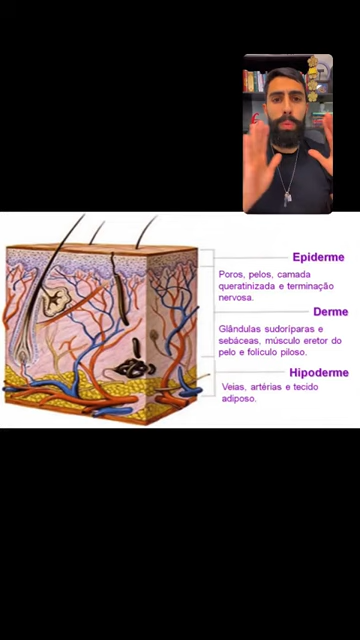 Epiderme
Poros, pelos, camada
queratinizada e terminação
nervosa.
Derme
Glândulas sudoríparas e
sebáceas, músculo eretor do
pelo e folículo piloso.
Hipoderme
Veias, artérias e tecido
adiposo.